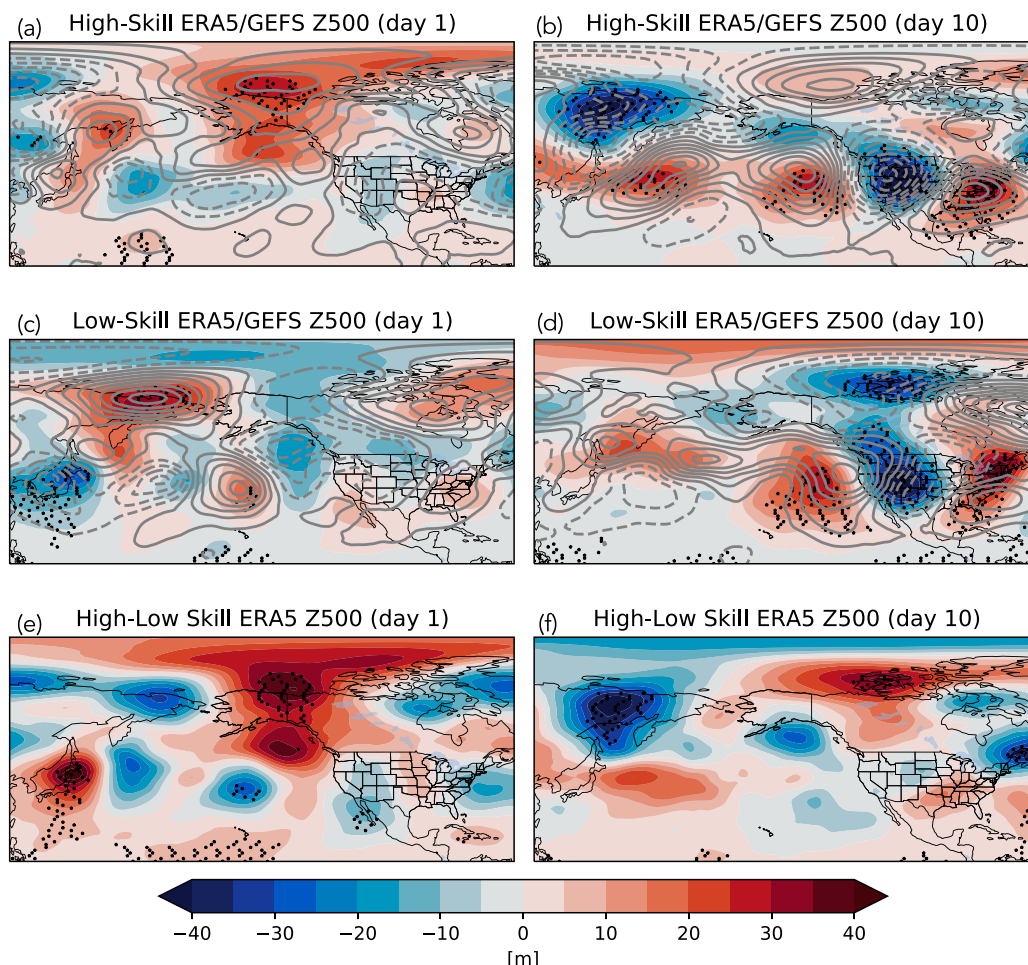 (a) High-Skill ERA5/GEFS Z500 (day 1)
(b) High-Skill ERA5/GEFS Z500 (day 10)
(c) Low-Skill ERA5/GEFS Z500 (day 1)
(d) Low-Skill ERA5/GEFS Z500 (day 10)
(e) High-Low Skill ERA5 Z500 (day 1)
(f) High-Low Skill ERA5 Z500 (day 10)
−40 −30 −20 −10 0 10 20 30 40
[m]